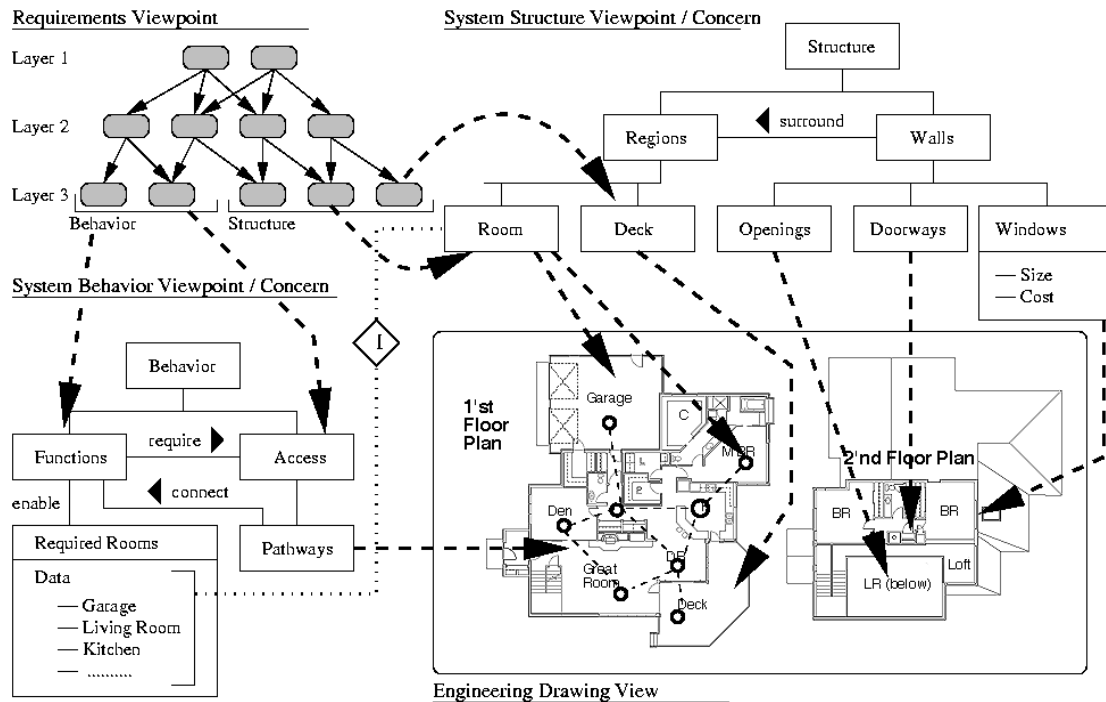 Requirements Viewpoint
System Structure Viewpoint / Concern
Layer 1
Structure
Layer 2
Regions
surround
Walls
Layer 3
Behavior
Structure
Room
Deck
Openings
Doorways
Windows
Size
Cost
System Behavior Viewpoint / Concern
I
Behavior
Functions
require
Access
connect
enable
Required Rooms
Pathways
Data
Garage
Living Room
Kitchen
..........
1'st
Floor
Plan
Garage
C
Den
Great
Room
Deck
2'nd Floor Plan
BR
BR
Loft
LR (below)
Engineering Drawing View